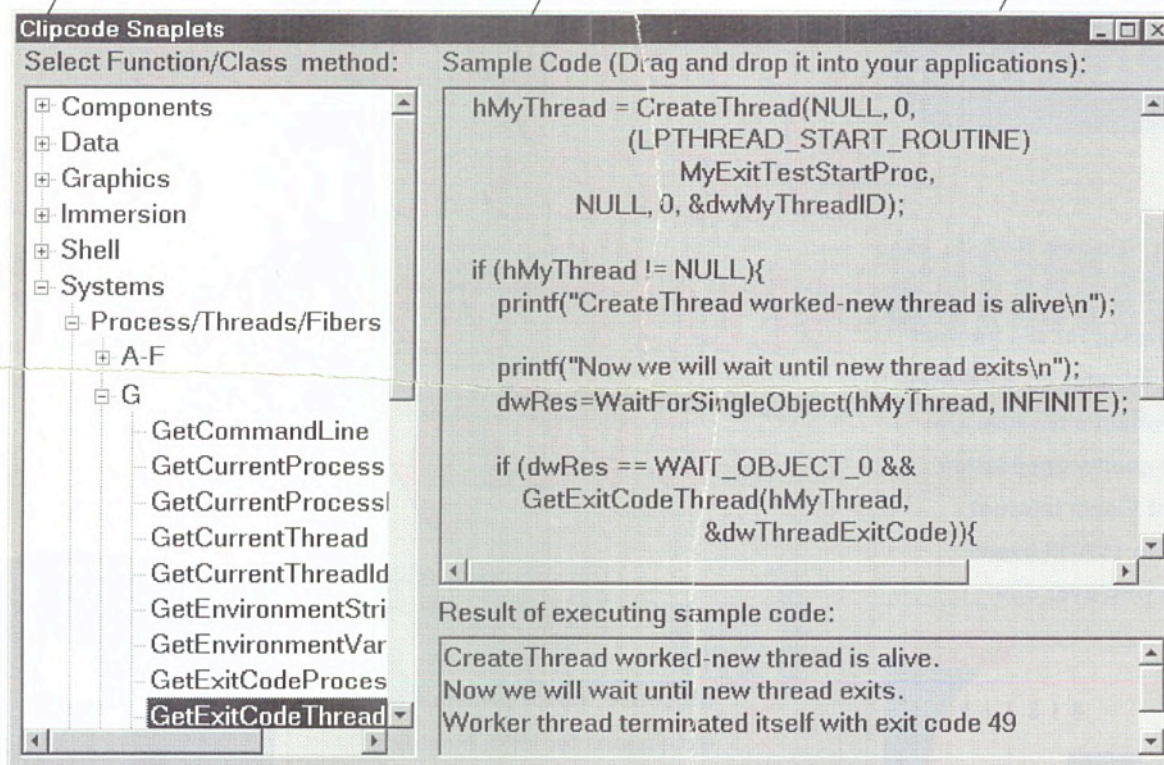 Clipcode Snaplets
Select Function/Class method:
Components
Data
Graphics
Immersion
Shell
Systems
Process/Threads/Fibers
A-F
G
GetCommandLine
GetCurrentProcess
GetCurrentProcessI
GetCurrentThread
GetCurrentThreadId
GetEnvironmentStri
GetEnvironmentVar
GetExitCodeProces
GetExitCodeThread
Sample Code (Drag and drop it into your applications):
hMyThread = CreateThread(NULL, 0,
(LPTHREAD_START_ROUTINE)
MyExitTestStartProc,
NULL, 0, &dwMyThreadID);
if (hMyThread != NULL){
printf("CreateThread worked-new thread is alive\n");
printf("Now we will wait until new thread exits\n");
dwRes=WaitForSingleObject(hMyThread, INFINITE);
if (dwRes == WAIT_OBJECT_0 &&
GetExitCodeThread(hMyThread,
&dwThreadExitCode)){
Result of executing sample code:
CreateThread worked-new thread is alive.
Now we will wait until new thread exits.
Worker thread terminated itself with exit code 49